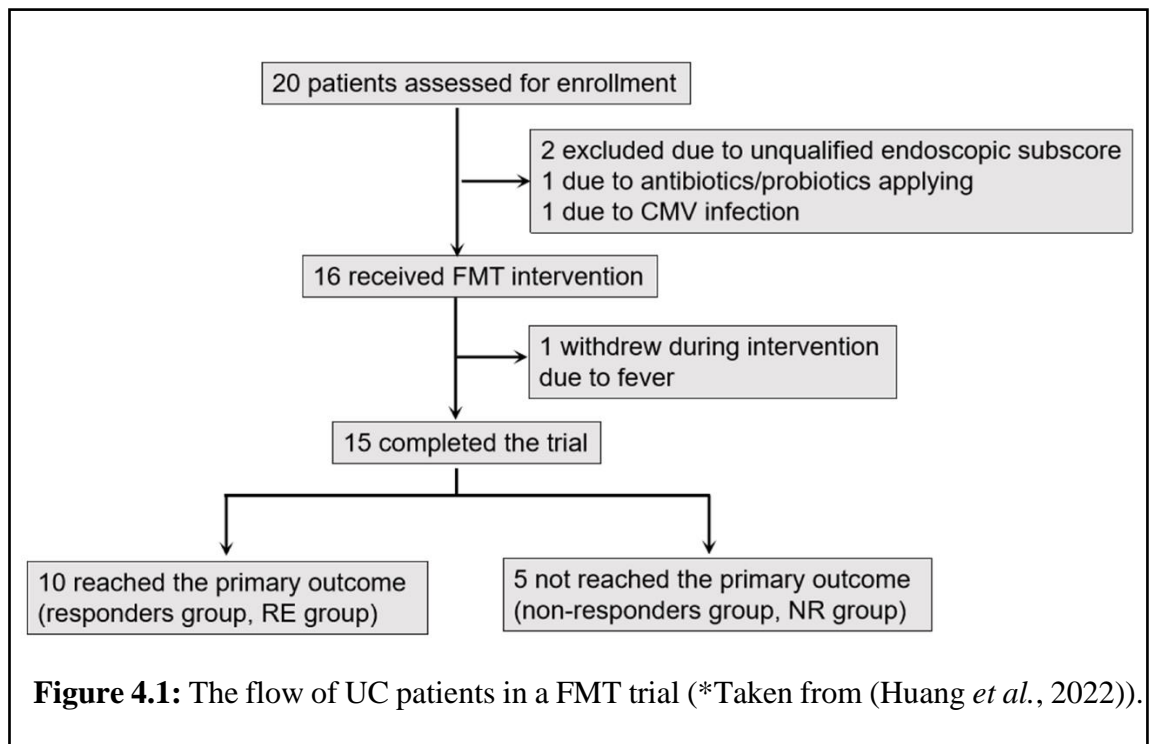 20 patients assessed for enrollment
2 excluded due to unqualified endoscopic subscore
1 due to antibiotics/probiotics applying
1 due to CMV infection
16 received FMT intervention
1 withdrew during intervention
due to fever
15 completed the trial
10 reached the primary outcome
(responders group, RE group)
5 not reached the primary outcome
(non-responders group, NR group)
Figure 4.1: The flow of UC patients in a FMT trial (*Taken from (Huang et al., 2022)).